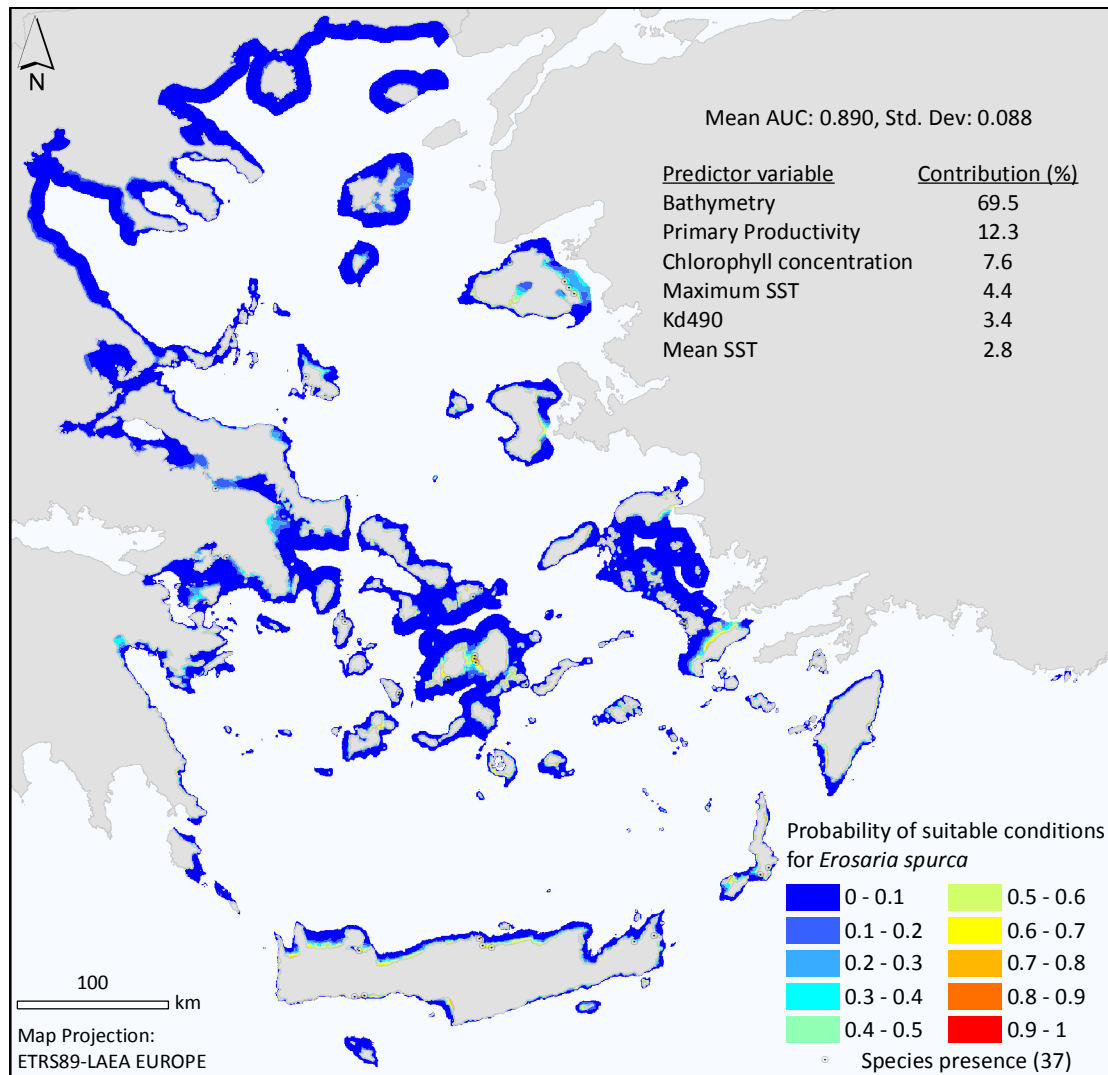 N
Mean AUC: 0.890, Std. Dev: 0.088
Predictor variable Contribution (%)
Bathymetry 69.5
Primary Productivity 12.3
Chlorophyll concentration 7.6
Maximum SST 4.4
Kd490 3.4
Mean SST 2.8
Probability of suitable conditions
for Erosaria spurca
0 - 0.1 0.5 - 0.6
0.1 - 0.2 0.6 - 0.7
0.2 - 0.3 0.7 - 0.8
0.3 - 0.4 0.8 - 0.9
0.4 - 0.5 0.9 - 1
Species presence (37)
100
km
Map Projection:
ETRS89-LAEA EUROPE